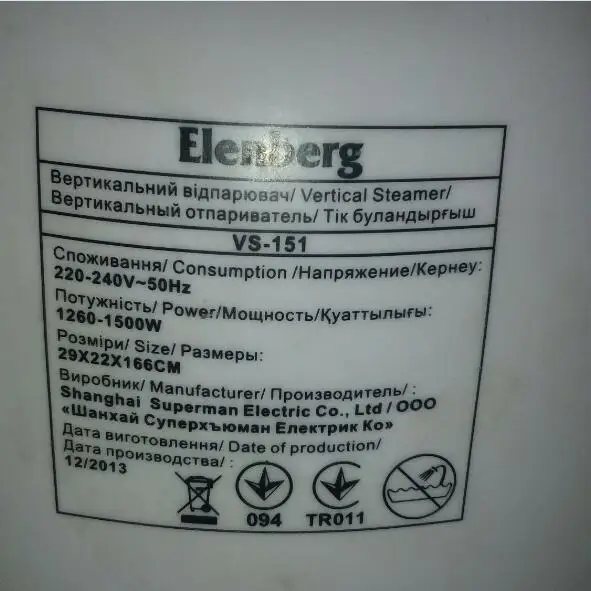 Elenberg
Вертикальний відпарювач/ Vertical Steamer/
Вертикальный отпариватель/ Тік буландырғыш
VS-151
Споживання/ Consumption /Напряжение/Кернеу:
220-240V~50Hz
Потужність/ Power/Мощность/Қуаттылығы:
1260-1500W
Розміри/ Size/ Размеры:
29X22X166CM
Виробник/ Manufacturer/ Производитель/ :
Shanghai Superman Electric Co., Ltd / ООО
«Шанхай Суперхъюман Електрик Ко»
Дата виготовлення/ Date of production/
Дата производства/ :
12/2013
094 TR011